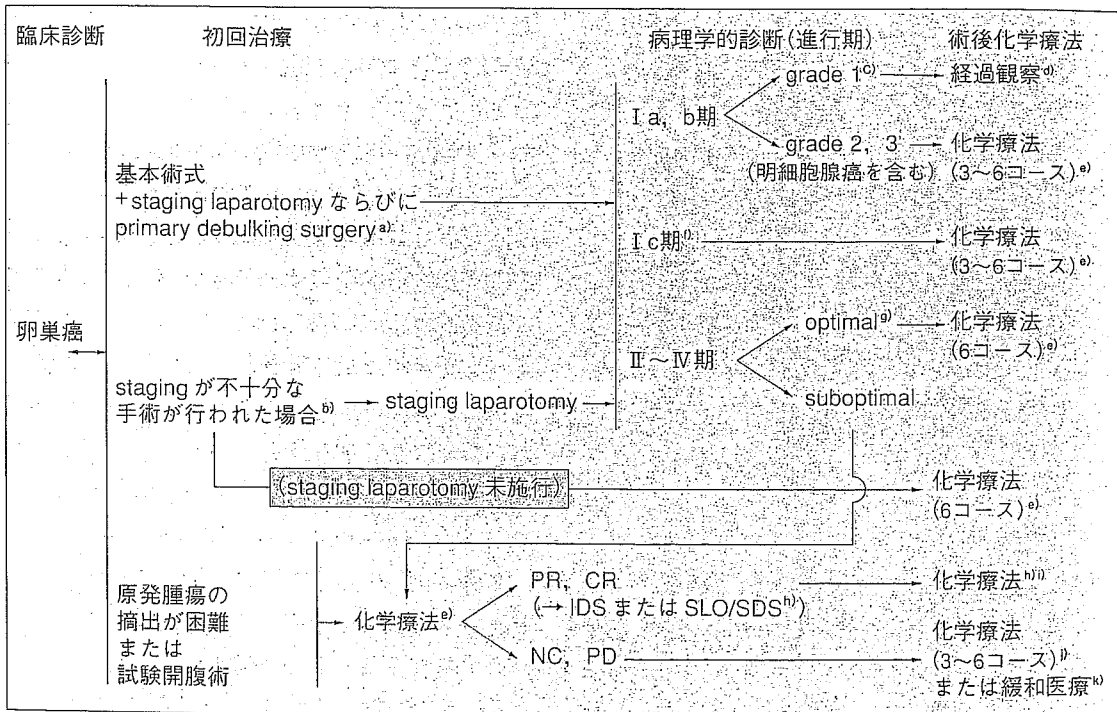 臨床診断
初回治療
病理学的診断(進行期)
術後化学療法
grade 1c)
経過観察d)
Ⅰa, b期
grade 2, 3
(明細胞腺癌を含む)
化学療法
(3〜6コース)e)
基本術式
+staging laparotomy ならびに
primary debulking surgerya)
Ⅰc期f)
化学療法
(3〜6コース)e)
卵巣癌
Ⅱ〜Ⅳ期
optimalg)
化学療法
(6コース)e)
suboptimal
staging が不十分な
手術が行われた場合b)
staging laparotomy
(staging laparotomy 未施行)
化学療法
(6コース)e)
原発腫瘍の
摘出が困難
または
試験開腹術
化学療法e)
PR, CR
(→ IDS または SLO/SDSh))
化学療法h)i)
NC, PD
化学療法
(3〜6コース)j)
または緩和医療k)